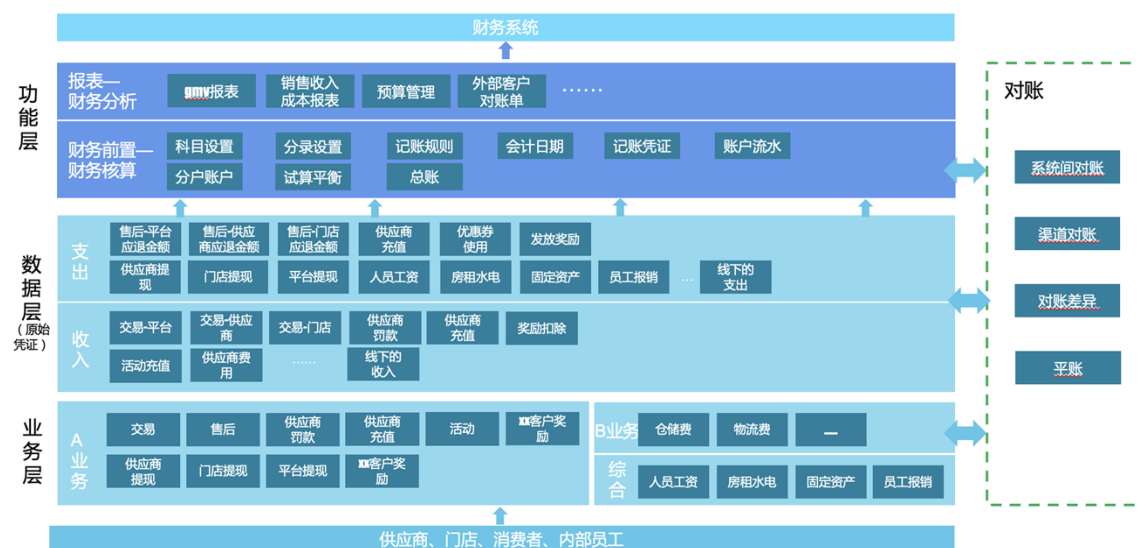 财务系统
功能层
报表—
财务分析
gmv报表
销售收入
成本报表
预算管理
外部客户
对账单
······
财务前置—
财务核算
科目设置
分录设置
记账规则
会计日期
记账凭证
账户流水
分户账户
试算平衡
总账
数据层
（原始
凭证）
支出
售后-平台
应退金额
售后-供应
商应退金额
售后-门店
应退金额
供应商
充值
优惠券
使用
发放奖励
供应商提
现
门店提现
平台提现
人员工资
房租水电
固定资产
员工报销
...
线下的
支出
收入
交易-平台
交易-供应
商
交易-门店
供应商
罚款
供应商
充值
奖励扣除
活动充值
供应商费
用
......
线下的
收入
业务层
A业务
交易
售后
供应商
罚款
供应商
充值
活动
xx客户奖
励
供应商
提现
门店提现
平台提现
xx客户奖
励
B业务
仓储费
物流费
—
综合
人员工资
房租水电
固定资产
员工报销
供应商、门店、消费者、内部员工
对账
系统间对账
渠道对账
对账差异
平账